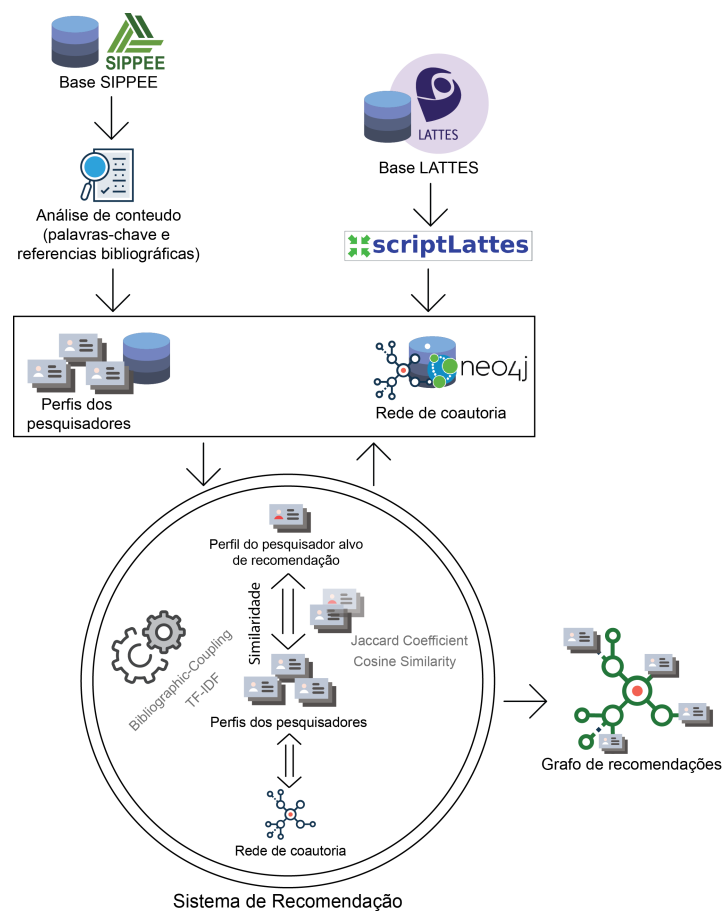 SIPPEE
Base SIPPEE
LATTES
Base LATTES
Análise de conteudo
(palavras-chave e
referencias bibliográficas)
scriptLattes
Perfis dos
pesquisadores
neo4j
Rede de coautoria
Perfil do pesquisador alvo
de recomendação
Similaridade
Jaccard Coefficient
Cosine Similarity
Bibliographic-Coupling
TF-IDF
Perfis dos pesquisadores
Rede de coautoria
Grafo de recomendações
Sistema de Recomendação